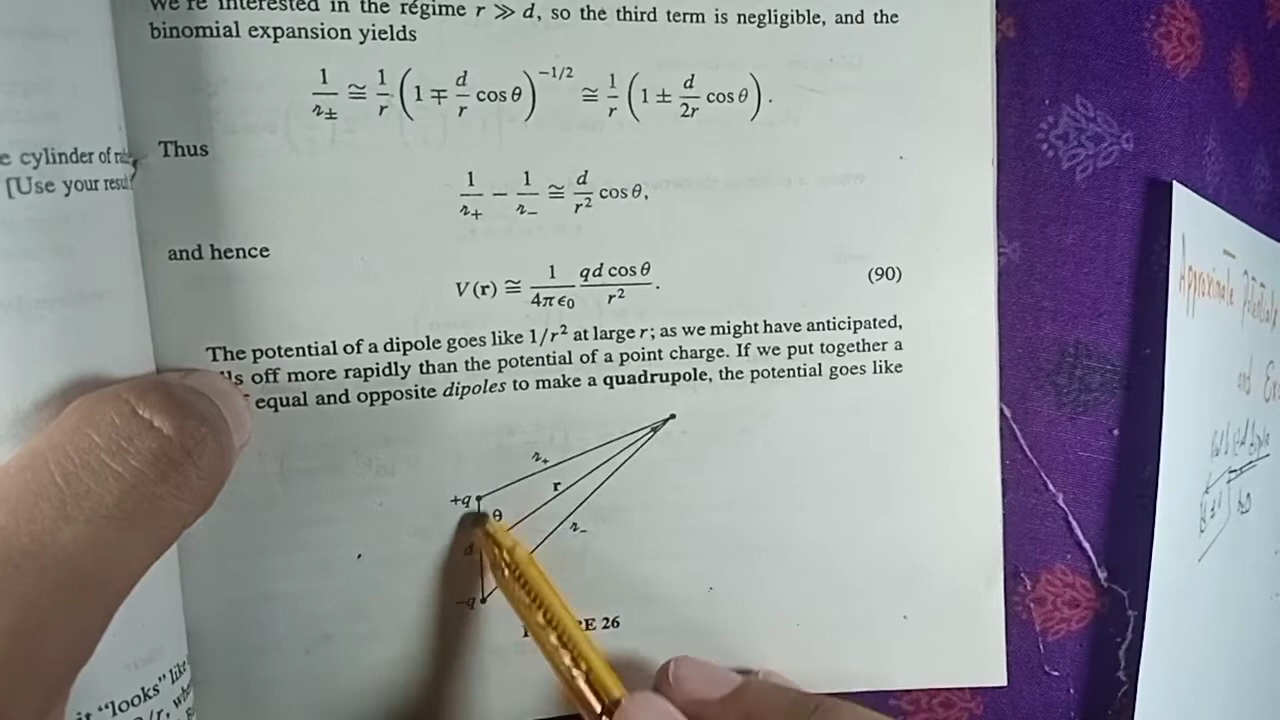 We're interested in the régime r ≫ d, so the third term is negligible, and the
binomial expansion yields
1/𝓇± ≅ 1/r (1 ∓ d/r cos θ)^−1/2 ≅ 1/r (1 ± d/2r cos θ).
Thus
1/𝓇+ − 1/𝓇− ≅ d/r² cos θ,
and hence
V(r) ≅ 1/4πϵ₀ qd cos θ/r². (90)
The potential of a dipole goes like 1/r² at large r; as we might have anticipated,
off more rapidly than the potential of a point charge. If we put together a
equal and opposite dipoles to make a quadrupole, the potential goes like
𝓇+
r
+q
θ
𝓇−
d
−q
E 26
e cylinder of
[Use your
"looks" like
Approximate Potentials
and